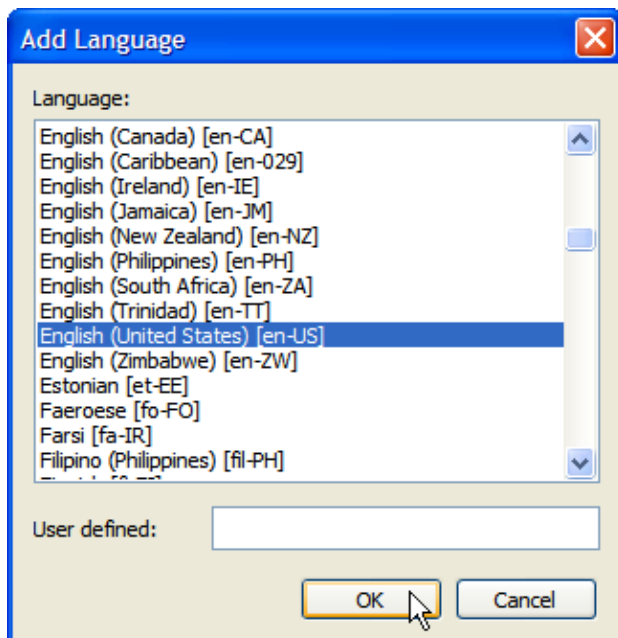 Add Language
Language:
English (Canada) [en-CA]
English (Caribbean) [en-029]
English (Ireland) [en-IE]
English (Jamaica) [en-JM]
English (New Zealand) [en-NZ]
English (Philippines) [en-PH]
English (South Africa) [en-ZA]
English (Trinidad) [en-TT]
English (United States) [en-US]
English (Zimbabwe) [en-ZW]
Estonian [et-EE]
Faeroese [fo-FO]
Farsi [fa-IR]
Filipino (Philippines) [fil-PH]
User defined:
OK
Cancel